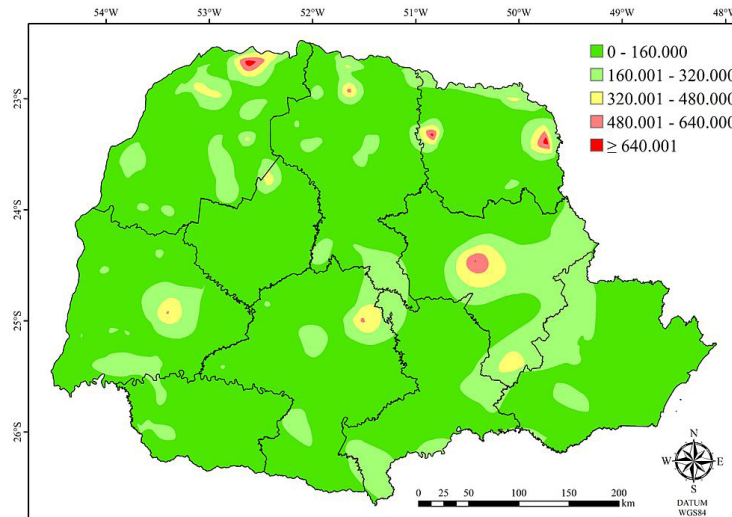 54°W 53°W 52°W 51°W 50°W 49°W 48°W
0 - 160.000
160.001 - 320.000
320.001 - 480.000
480.001 - 640.000
≥ 640.001
23°S
24°S
25°S
26°S
N
W E
S
0 25 50 100 150 200
km
DATUM
WGS84